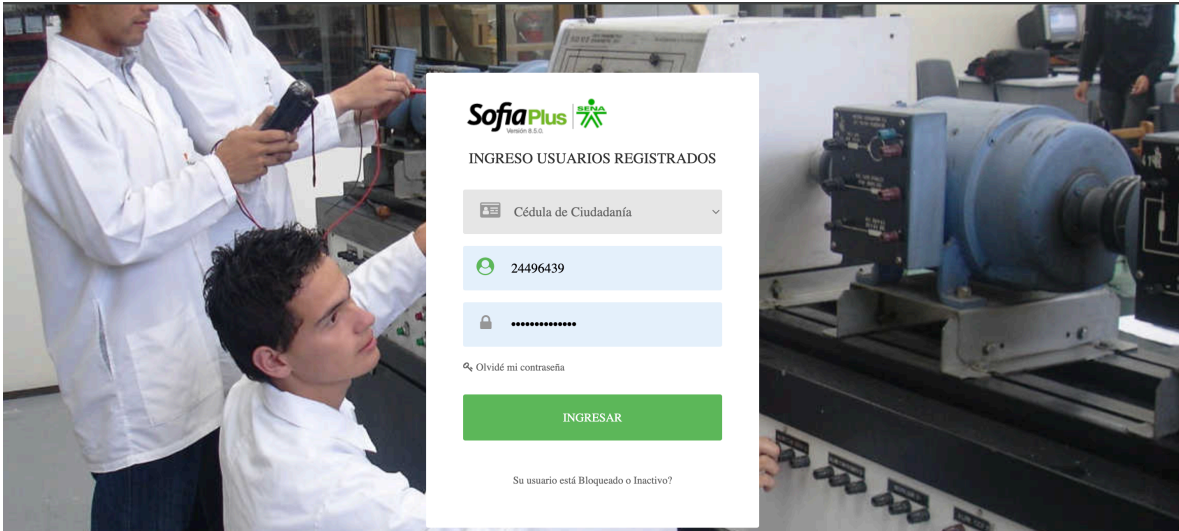 SofiaPlus
SENA
Versión 8.5.0.
INGRESO USUARIOS REGISTRADOS
Cédula de Ciudadanía
24496439
••••••••••••••
Olvidé mi contraseña
INGRESAR
Su usuario está Bloqueado o Inactivo?